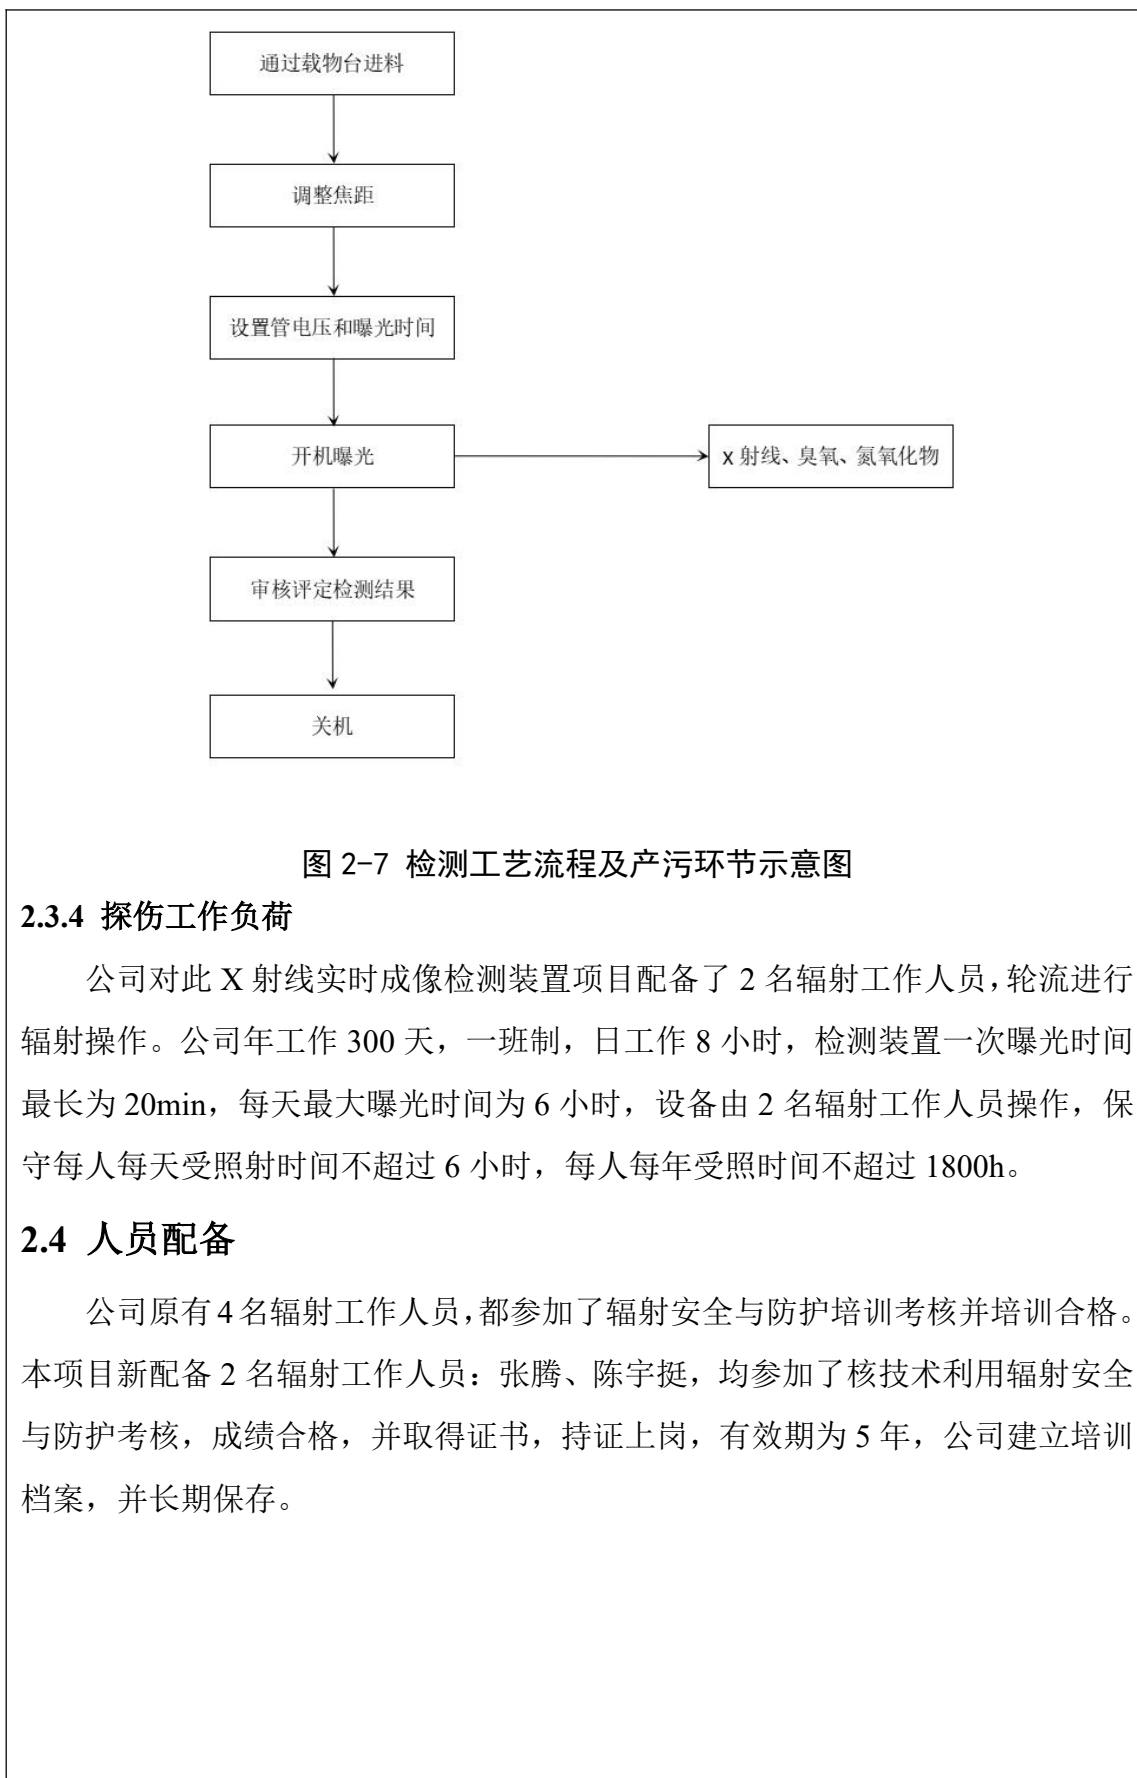 通过载物台进料
调整焦距
设置管电压和曝光时间
开机曝光
X 射线、臭氧、氮氧化物
审核评定检测结果
关机
图 2-7 检测工艺流程及产污环节示意图
2.3.4 探伤工作负荷
公司对此 X 射线实时成像检测装置项目配备了 2 名辐射工作人员，轮流进行
辐射操作。公司年工作 300 天，一班制，日工作 8 小时，检测装置一次曝光时间
最长为 20min，每天最大曝光时间为 6 小时，设备由 2 名辐射工作人员操作，保
守每人每天受照射时间不超过 6 小时，每人每年受照时间不超过 1800h。
2.4 人员配备
公司原有 4 名辐射工作人员，都参加了辐射安全与防护培训考核并培训合格。
本项目新配备 2 名辐射工作人员：张腾、陈宇挺，均参加了核技术利用辐射安全
与防护考核，成绩合格，并取得证书，持证上岗，有效期为 5 年，公司建立培训
档案，并长期保存。